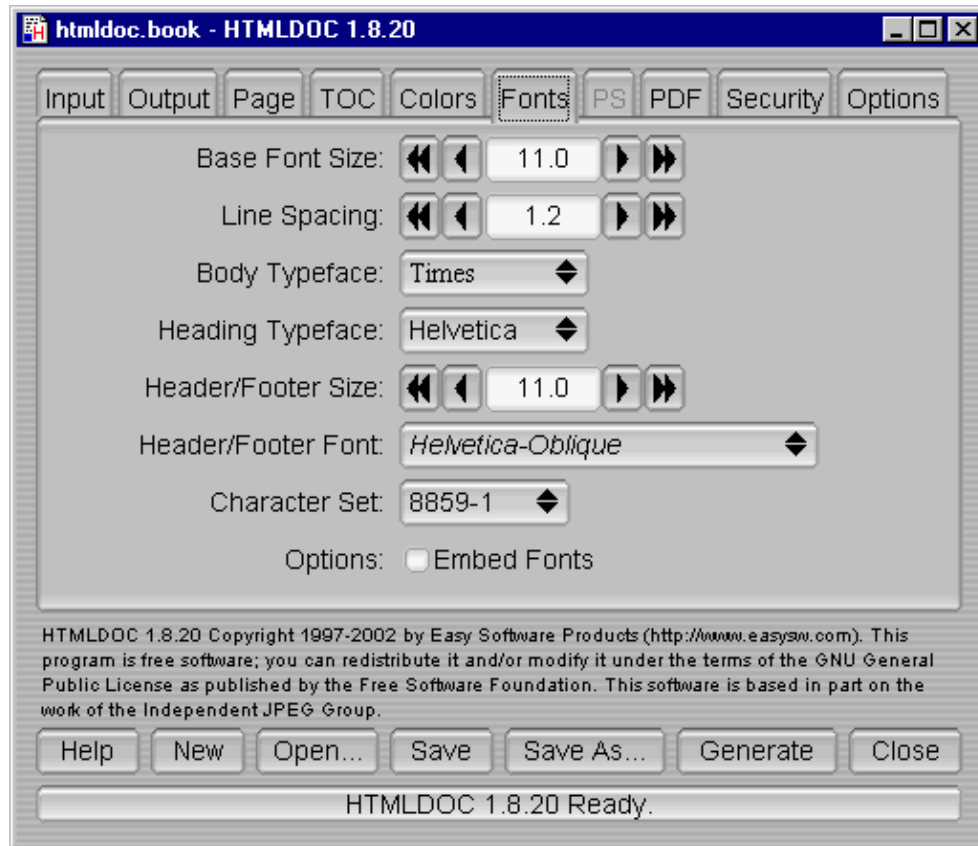 htmldoc.book - HTMLDOC 1.8.20
Input Output Page TOC Colors Fonts PS PDF Security Options
Base Font Size: 11.0
Line Spacing: 1.2
Body Typeface: Times
Heading Typeface: Helvetica
Header/Footer Size: 11.0
Header/Footer Font: Helvetica-Oblique
Character Set: 8859-1
Options: Embed Fonts
HTMLDOC 1.8.20 Copyright 1997-2002 by Easy Software Products (http://www.easysw.com). This
program is free software; you can redistribute it and/or modify it under the terms of the GNU General
Public License as published by the Free Software Foundation. This software is based in part on the
work of the Independent JPEG Group.
Help New Open... Save Save As... Generate Close
HTMLDOC 1.8.20 Ready.